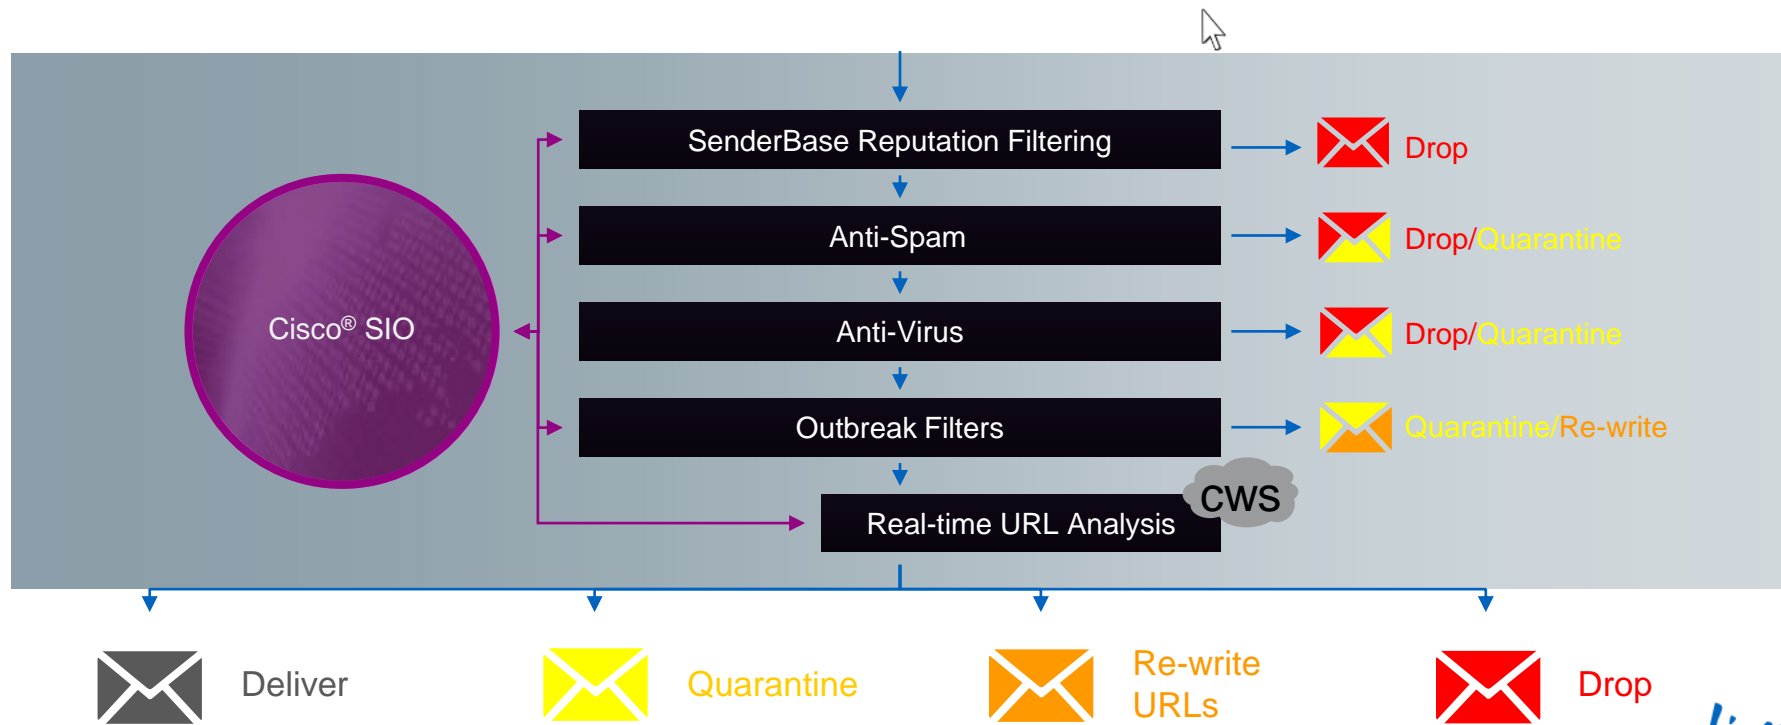 SenderBase Reputation Filtering
Drop
Anti-Spam
Drop/Quarantine
Cisco® SIO
Anti-Virus
Drop/Quarantine
Outbreak Filters
Quarantine/Re-write
CWS
Real-time URL Analysis
Deliver
Quarantine
Re-write
URLs
Drop